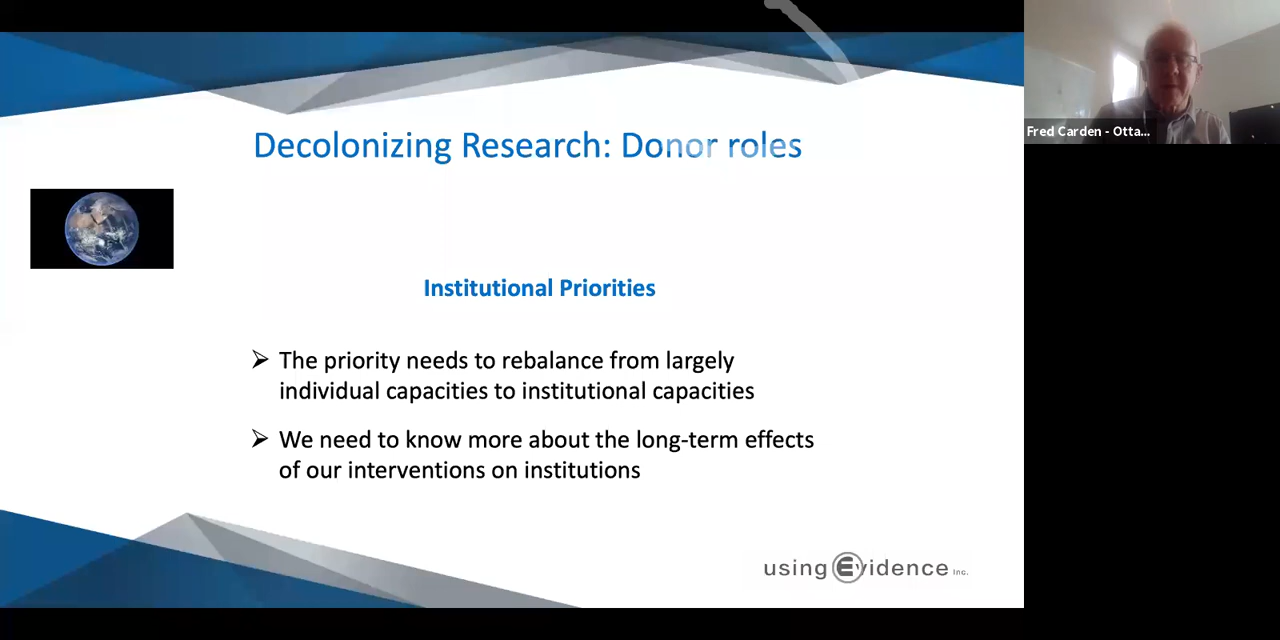 Decolonizing Research: Donor roles
Fred Carden - Otta...
Institutional Priorities
➢ The priority needs to rebalance from largely
individual capacities to institutional capacities
➢ We need to know more about the long-term effects
of our interventions on institutions
using Evidence Inc.